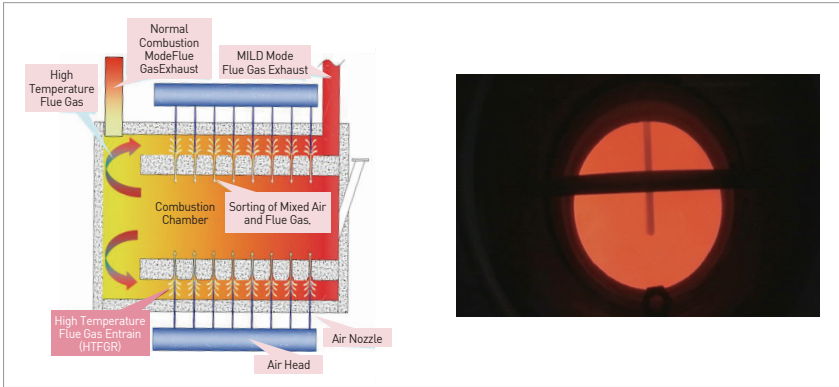 Normal
Combustion
ModeFlue
GasExhaust
MILD Mode
Flue Gas Exhaust
High
Temperature
Flue Gas
Combustion
Chamber
Sorting of Mixed Air
and Flue Gas,
High Temperature
Flue Gas Entrain
(HTFGR)
Air Nozzle
Air Head